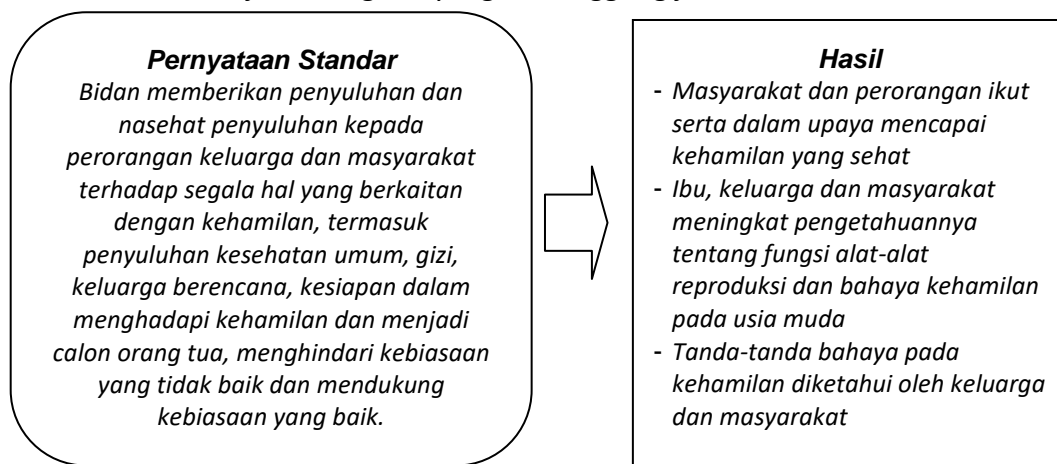 Pernyataan Standar
Bidan memberikan penyuluhan dan
nasehat penyuluhan kepada
perorangan keluarga dan masyarakat
terhadap segala hal yang berkaitan
dengan kehamilan, termasuk
penyuluhan kesehatan umum, gizi,
keluarga berencana, kesiapan dalam
menghadapi kehamilan dan menjadi
calon orang tua, menghindari kebiasaan
yang tidak baik dan mendukung
kebiasaan yang baik.
Hasil
- Masyarakat dan perorangan ikut
serta dalam upaya mencapai
kehamilan yang sehat
- Ibu, keluarga dan masyarakat
meningkat pengetahuannya
tentang fungsi alat-alat
reproduksi dan bahaya kehamilan
pada usia muda
- Tanda-tanda bahaya pada
kehamilan diketahui oleh keluarga
dan masyarakat